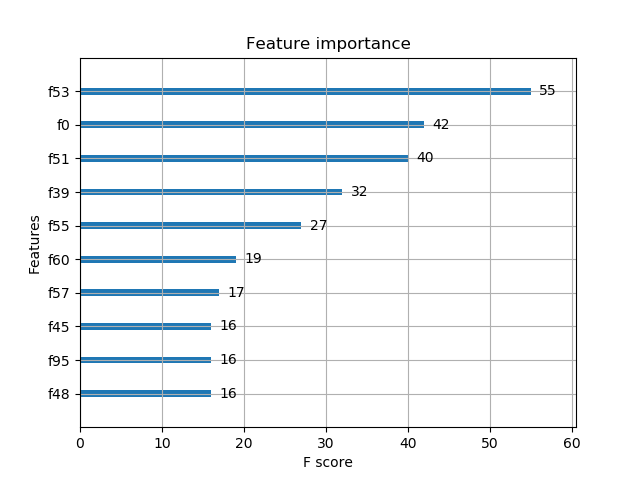 Feature importance
f53 55
f0 42
f51 40
f39 32
f55 27
f60 19
f57 17
f45 16
f95 16
f48 16
Features
0 10 20 30 40 50 60
F score